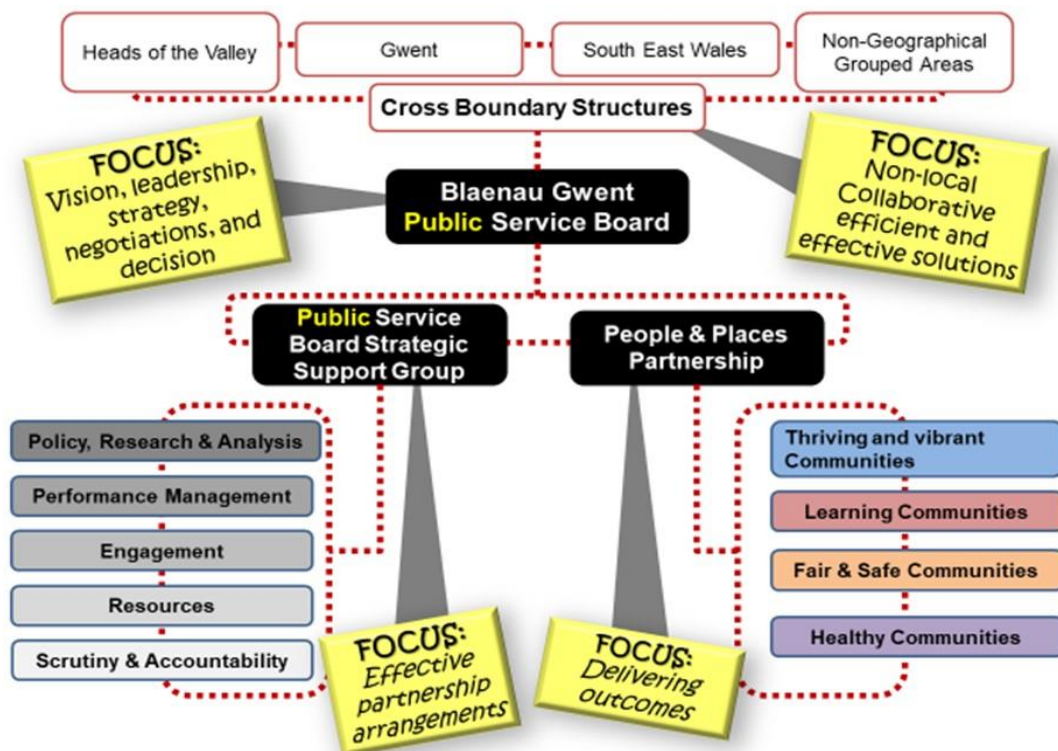 Heads of the Valley
Gwent
South East Wales
Non-Geographical
Grouped Areas
Cross Boundary Structures
FOCUS:
Vision, leadership,
strategy,
negotiations, and
decision
Blaenau Gwent
Public Service Board
FOCUS:
Non-local
Collaborative
efficient and
effective solutions
Public Service
Board Strategic
Support Group
People & Places
Partnership
Policy, Research & Analysis
Performance Management
Engagement
Resources
Scrutiny & Accountability
Thriving and vibrant
Communities
Learning Communities
Fair & Safe Communities
Healthy Communities
FOCUS:
Effective
partnership
arrangements
FOCUS:
Delivering
outcomes